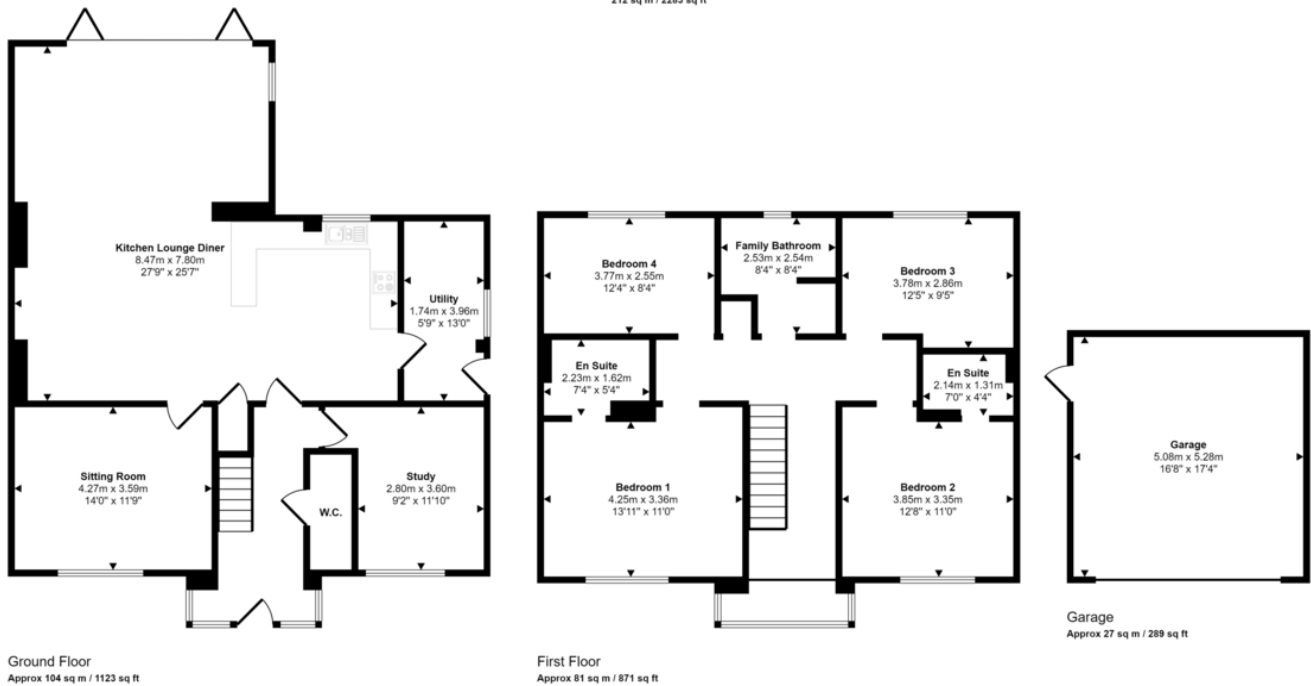 212 sq m / 2283 sq ft
Kitchen Lounge Diner
8.47m x 7.80m
27'9" x 25'7"
Utility
1.74m x 3.96m
5'9" x 13'0"
Sitting Room
4.27m x 3.59m
14'0" x 11'9"
Study
2.80m x 3.60m
9'2" x 11'10"
W.C.
Ground Floor
Approx 104 sq m / 1123 sq ft
Bedroom 4
3.77m x 2.55m
12'4" x 8'4"
Family Bathroom
2.53m x 2.54m
8'4" x 8'4"
Bedroom 3
3.78m x 2.86m
12'5" x 9'5"
En Suite
2.23m x 1.62m
7'4" x 5'4"
En Suite
2.14m x 1.31m
7'0" x 4'4"
Bedroom 1
4.25m x 3.36m
13'11" x 11'0"
Bedroom 2
3.85m x 3.35m
12'8" x 11'0"
First Floor
Approx 81 sq m / 871 sq ft
Garage
5.08m x 5.28m
16'8" x 17'4"
Garage
Approx 27 sq m / 289 sq ft